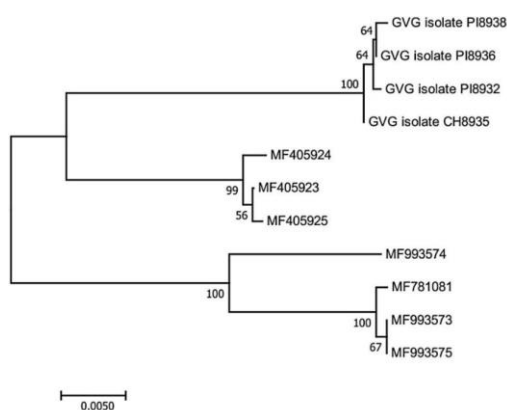 GVG isolate PI8938
64
GVG isolate PI8936
64
GVG isolate PI8932
100
GVG isolate CH8935
MF405924
99
MF405923
56
MF405925
MF993574
100
MF781081
100
MF993573
67
MF993575
0.0050